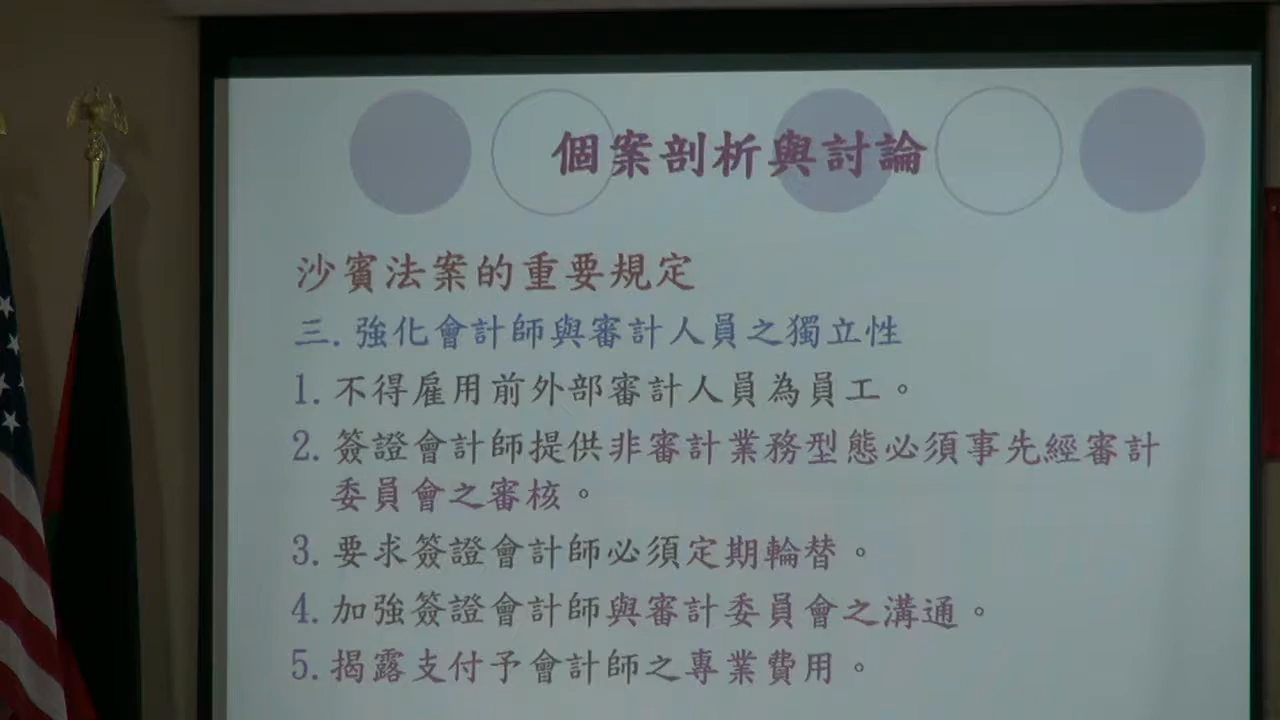 個案剖析與討論
沙賓法案的重要規定
三.強化會計師與審計人員之獨立性
1.不得雇用前外部審計人員為員工。
2.簽證會計師提供非審計業務型態必須事先經審計
委員會之審核。
3.要求簽證會計師必須定期輪替。
4.加強簽證會計師與審計委員會之溝通。
5.揭露支付予會計師之專業費用。